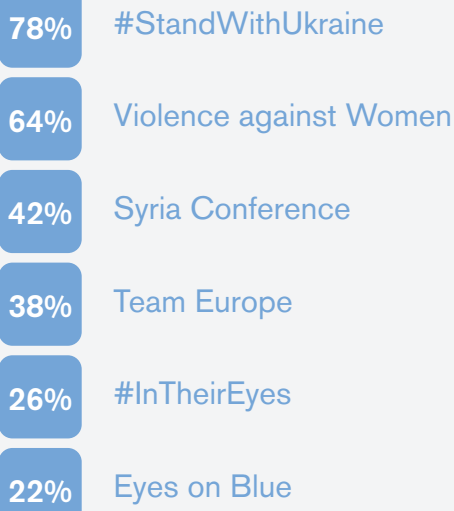 78% #StandWithUkraine
64% Violence against Women
42% Syria Conference
38% Team Europe
26% #InTheirEyes
22% Eyes on Blue